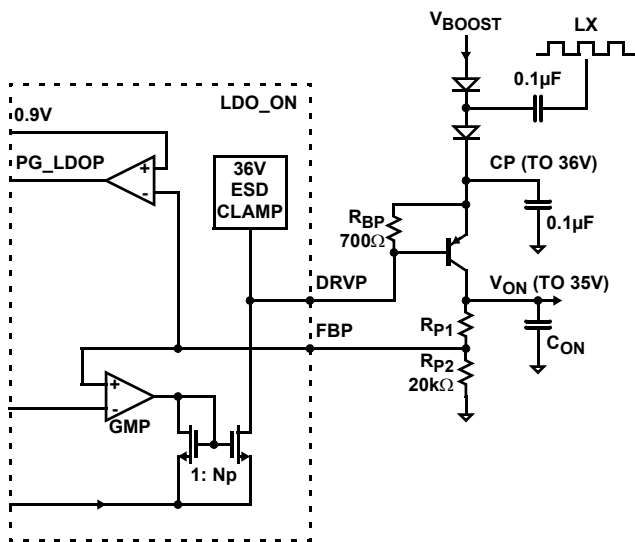 V_BOOST
LX
0.1µF
LDO_ON
0.9V
PG_LDOP
+
-
36V
ESD
CLAMP
CP (TO 36V)
R_BP
700Ω
0.1µF
DRVP
V_ON (TO 35V)
FBP
R_P1
C_ON
R_P2
20kΩ
+
-
GMP
1: Np